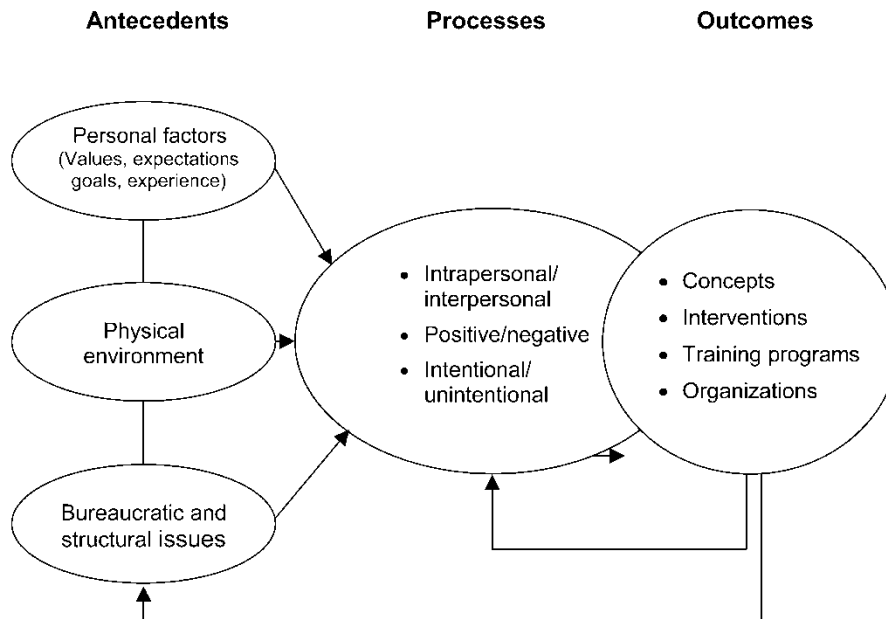 Antecedents
Processes
Outcomes
Personal factors
(Values, expectations
goals, experience)
Physical
environment
Bureaucratic and
structural issues
• Intrapersonal/
interpersonal
• Positive/negative
• Intentional/
unintentional
• Concepts
• Interventions
• Training programs
• Organizations